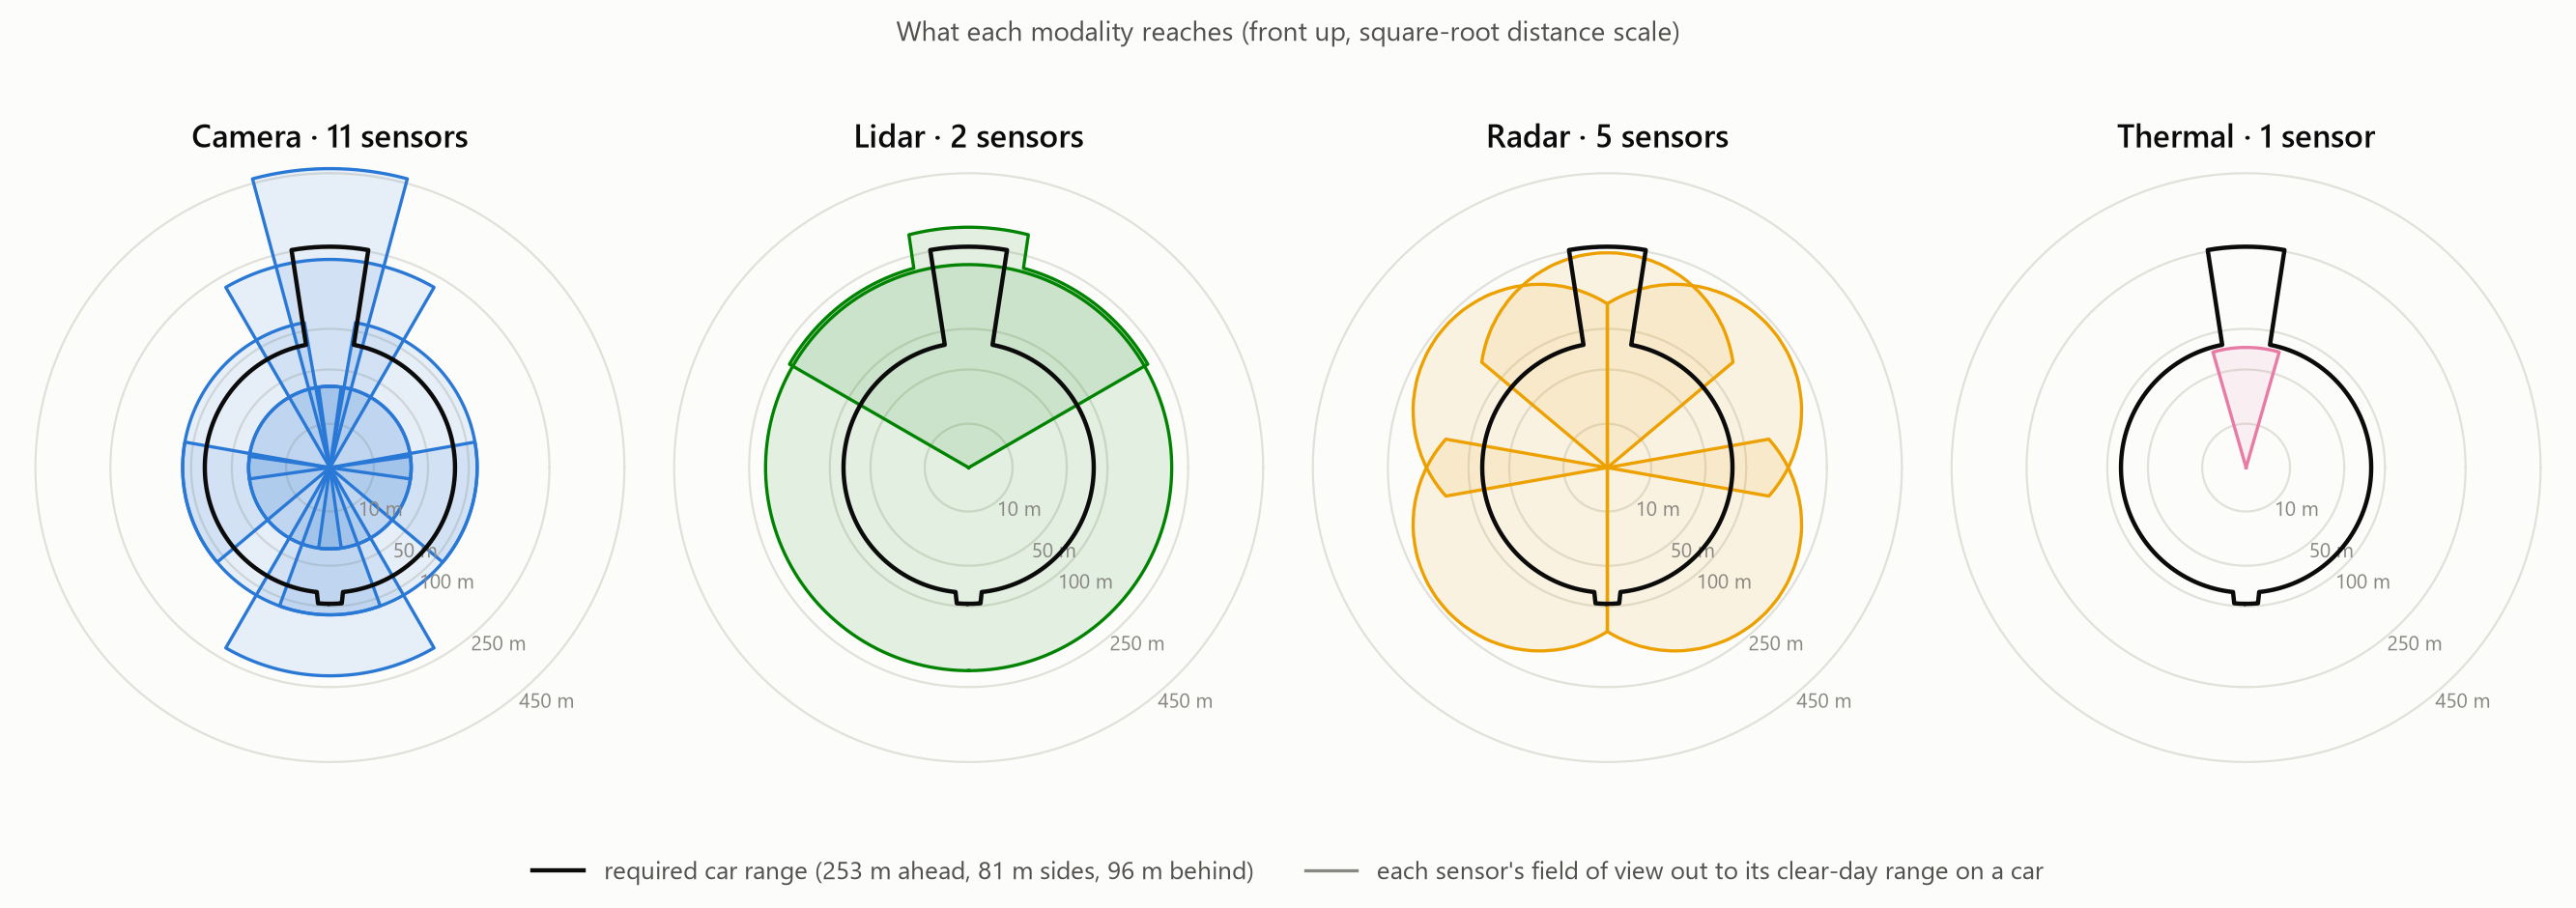 What each modality reaches (front up, square-root distance scale)
Camera · 11 sensors
Lidar · 2 sensors
Radar · 5 sensors
Thermal · 1 sensor
10 m
50 m
100 m
250 m
450 m
10 m
50 m
100 m
250 m
450 m
10 m
50 m
100 m
250 m
450 m
10 m
50 m
100 m
250 m
450 m
required car range (253 m ahead, 81 m sides, 96 m behind)
each sensor's field of view out to its clear-day range on a car